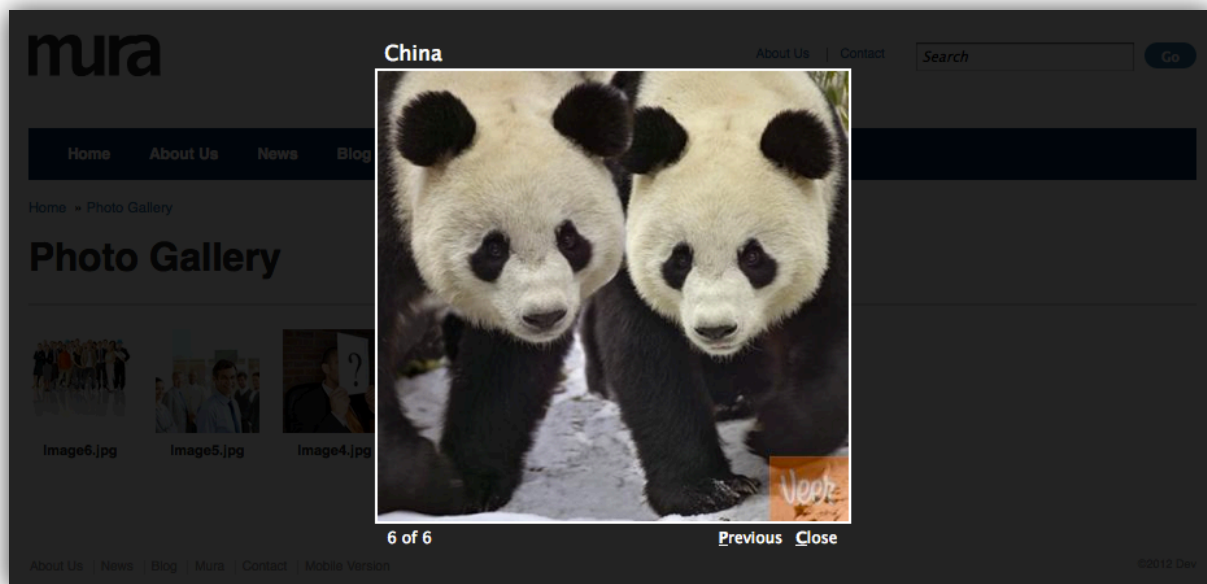 mura
China
About Us | Contact
Search
Go
Home About Us News Blog
Home » Photo Gallery
Photo Gallery
?
Image6.jpg Image5.jpg Image4.jpg
Veer
6 of 6
Previous Close
About Us | News | Blog | Mura | Contact | Mobile Version
©2012 Dev